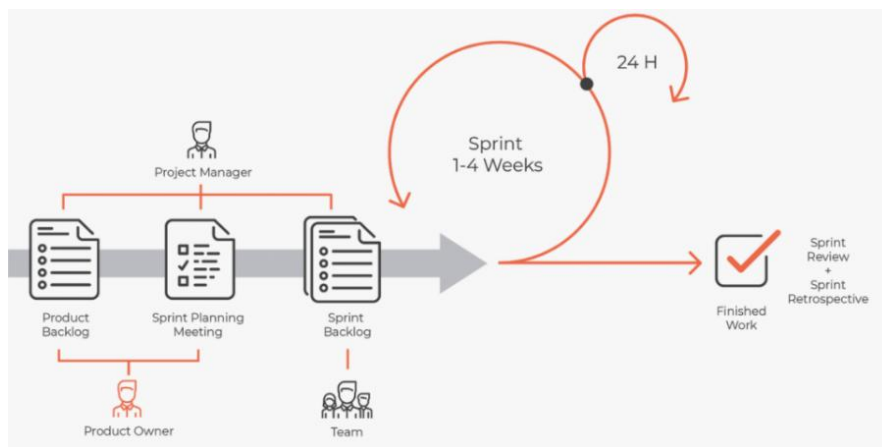 24 H
Sprint
1-4 Weeks
Project Manager
Product
Backlog
Sprint Planning
Meeting
Sprint
Backlog
Finished
Work
Sprint
Review
+
Sprint
Retrospective
Product Owner
Team